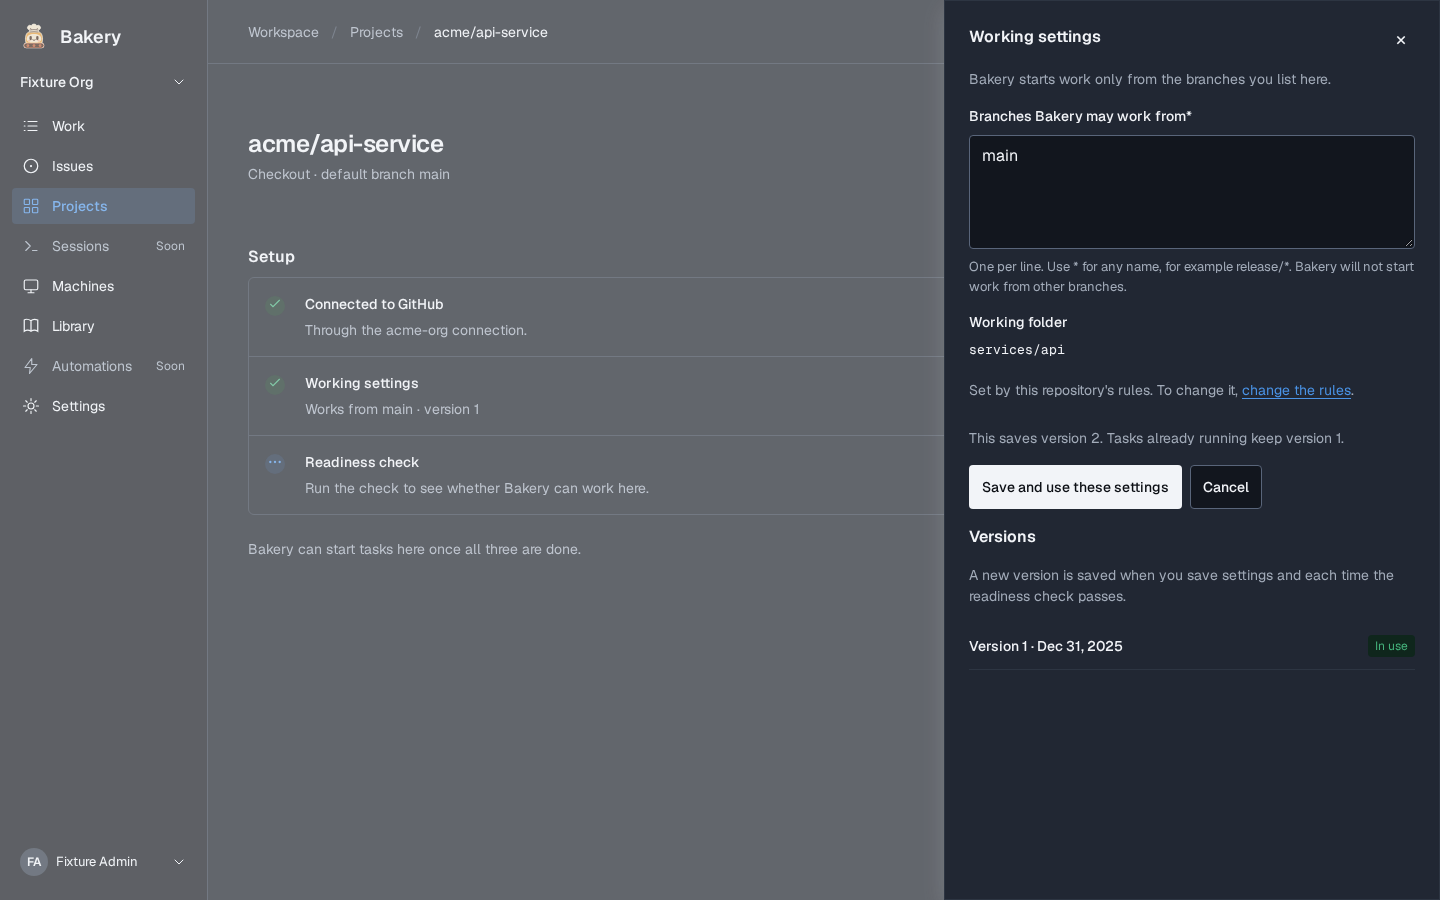 Bakery
Fixture Org
Work
Issues
Projects
Sessions Soon
Machines
Library
Automations Soon
Settings
FA Fixture Admin
Workspace / Projects / acme/api-service
acme/api-service
Checkout · default branch main
Setup
Connected to GitHub
Through the acme-org connection.
Working settings
Works from main · version 1
Readiness check
Run the check to see whether Bakery can work here.
Bakery can start tasks here once all three are done.
Working settings
Bakery starts work only from the branches you list here.
Branches Bakery may work from*
main
One per line. Use * for any name, for example release/*. Bakery will not start
work from other branches.
Working folder
services/api
Set by this repository's rules. To change it, change the rules.
This saves version 2. Tasks already running keep version 1.
Save and use these settings Cancel
Versions
A new version is saved when you save settings and each time the
readiness check passes.
Version 1 · Dec 31, 2025 In use